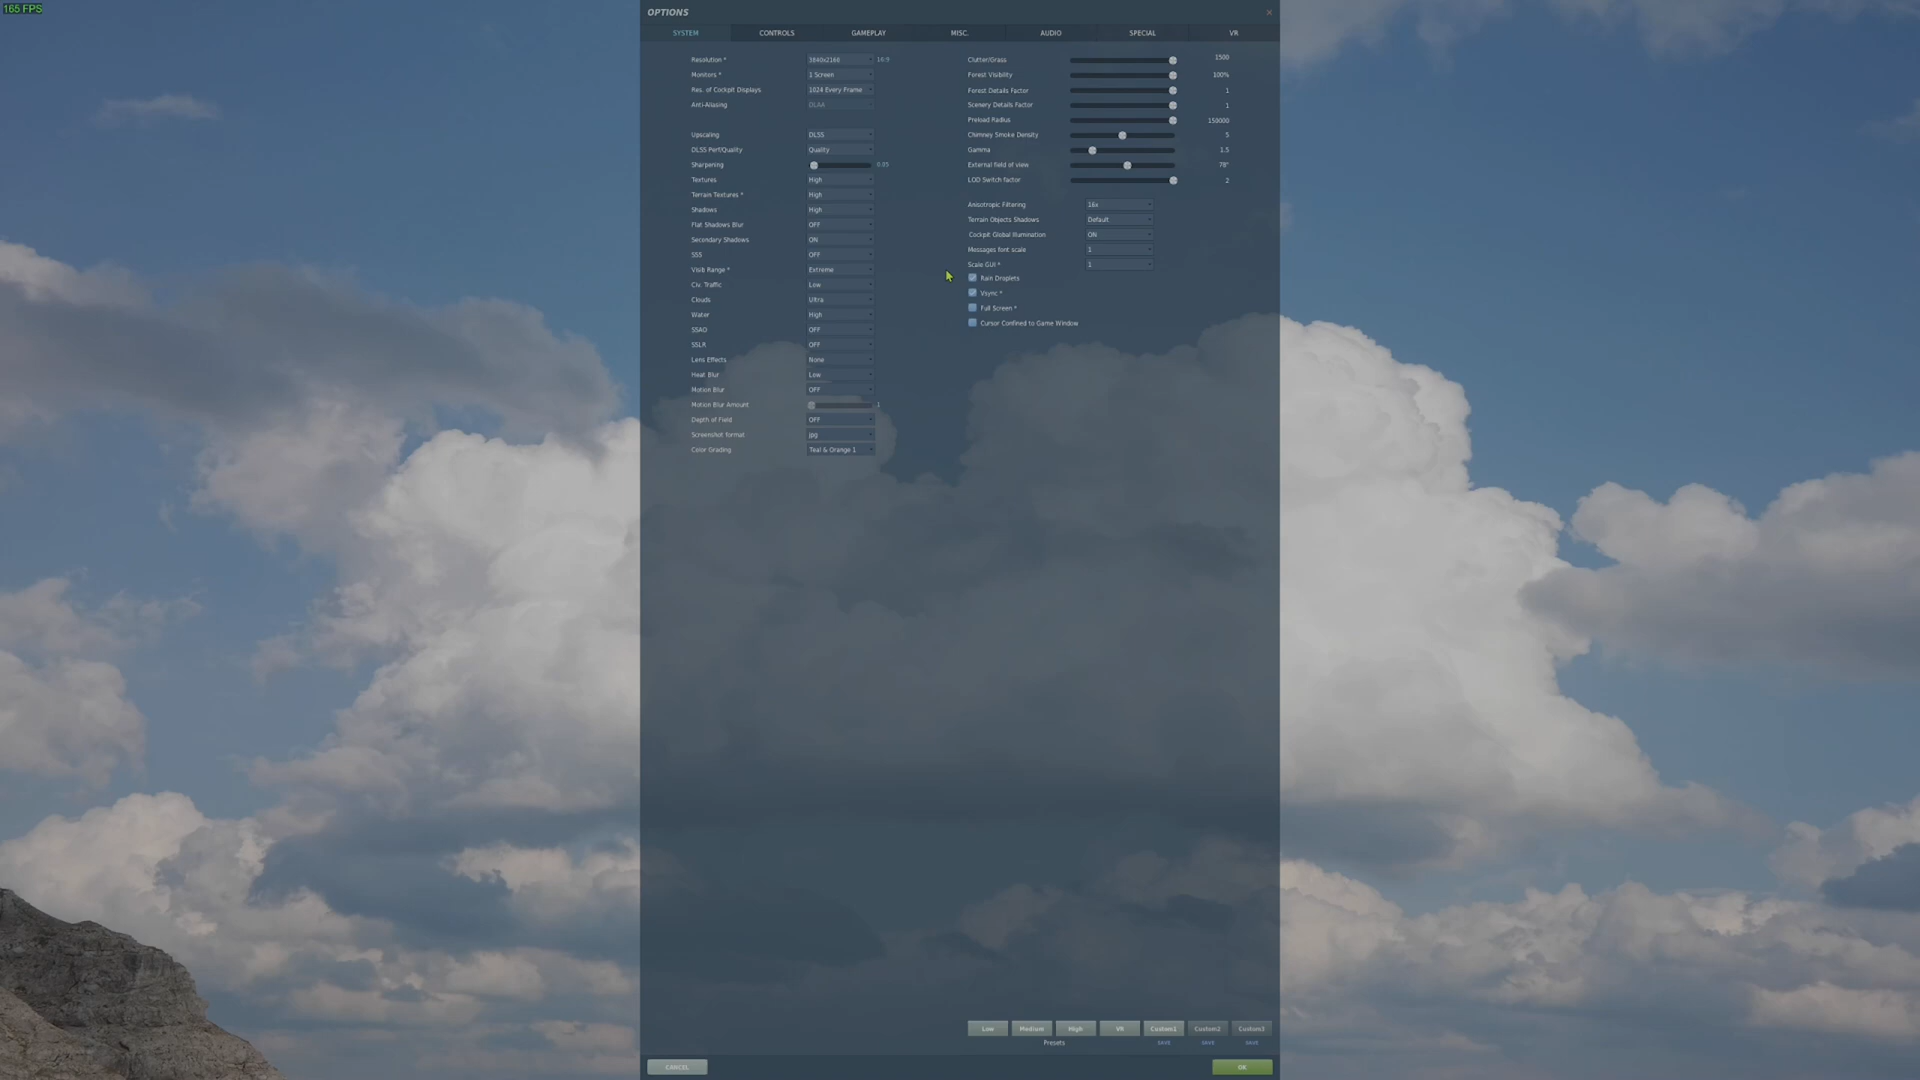 165 FPS
OPTIONS
SYSTEM CONTROLS GAMEPLAY MISC. AUDIO SPECIAL VR
Resolution * 3840x2160 16:9
Monitors * 1 Screen
Res. of Cockpit Displays 1024 Every Frame
Anti-Aliasing DLAA
Upscaling DLSS
DLSS Perf/Quality Quality
Sharpening 0.05
Textures High
Terrain Textures * High
Shadows High
Flat Shadows Blur OFF
Secondary Shadows ON
SSS OFF
Visib Range * Extreme
Civ. Traffic Low
Clouds Ultra
Water High
SSAO OFF
SSLR OFF
Lens Effects None
Heat Blur Low
Motion Blur OFF
Motion Blur Amount 1
Depth of Field OFF
Screenshot format jpg
Color Grading Teal & Orange 1
Clutter/Grass 1500
Forest Visibility 100%
Forest Details Factor 1
Scenery Details Factor 1
Preload Radius 150000
Chimney Smoke Density 5
Gamma 1.5
External field of view 78°
LOD Switch factor 2
Anisotropic Filtering 16x
Terrain Objects Shadows Default
Cockpit Global Illumination ON
Messages font scale 1
Scale GUI * 1
Rain Droplets
Vsync *
Full Screen *
Cursor Confined to Game Window
Low Medium High VR Custom1 Custom2 Custom3
Presets SAVE SAVE SAVE
CANCEL OK